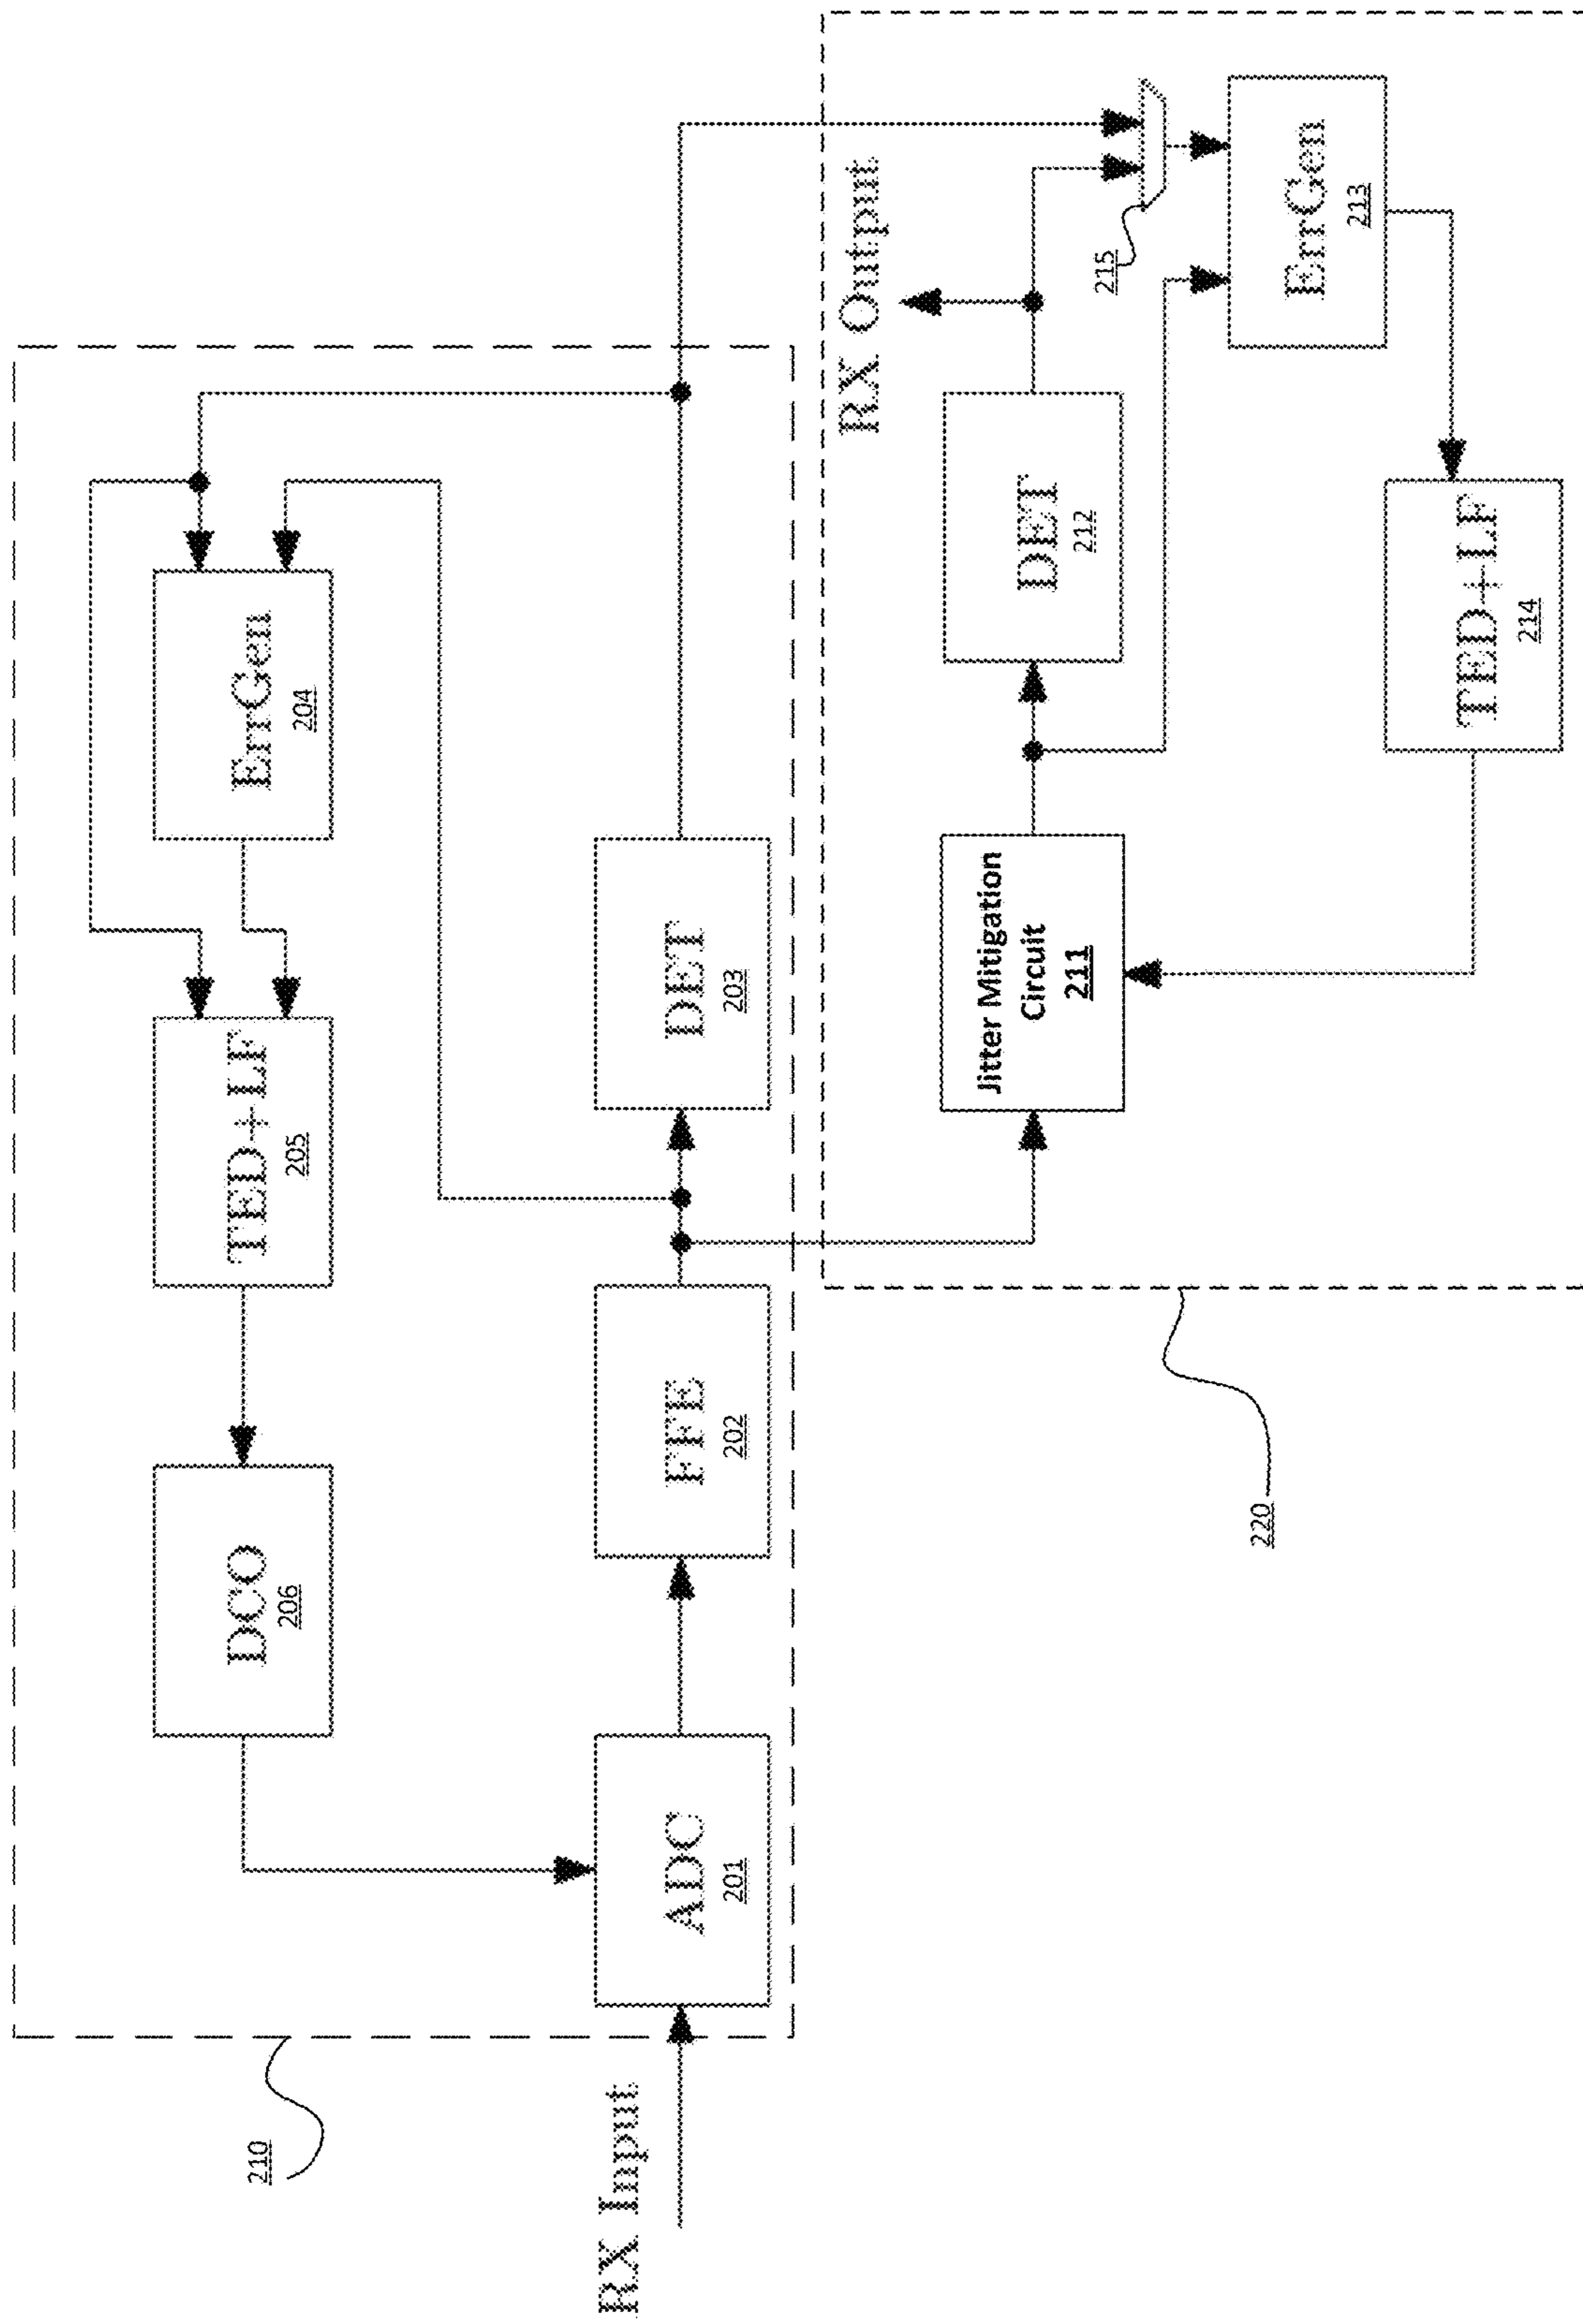 210
DCO
206
TED+LF
205
ErrGen
204
RX Input
ADC
201
FFE
202
DET
203
RX Output
220
Jitter Mitigation
Circuit
211
DET
212
215
ErrGen
213
TED+LF
214